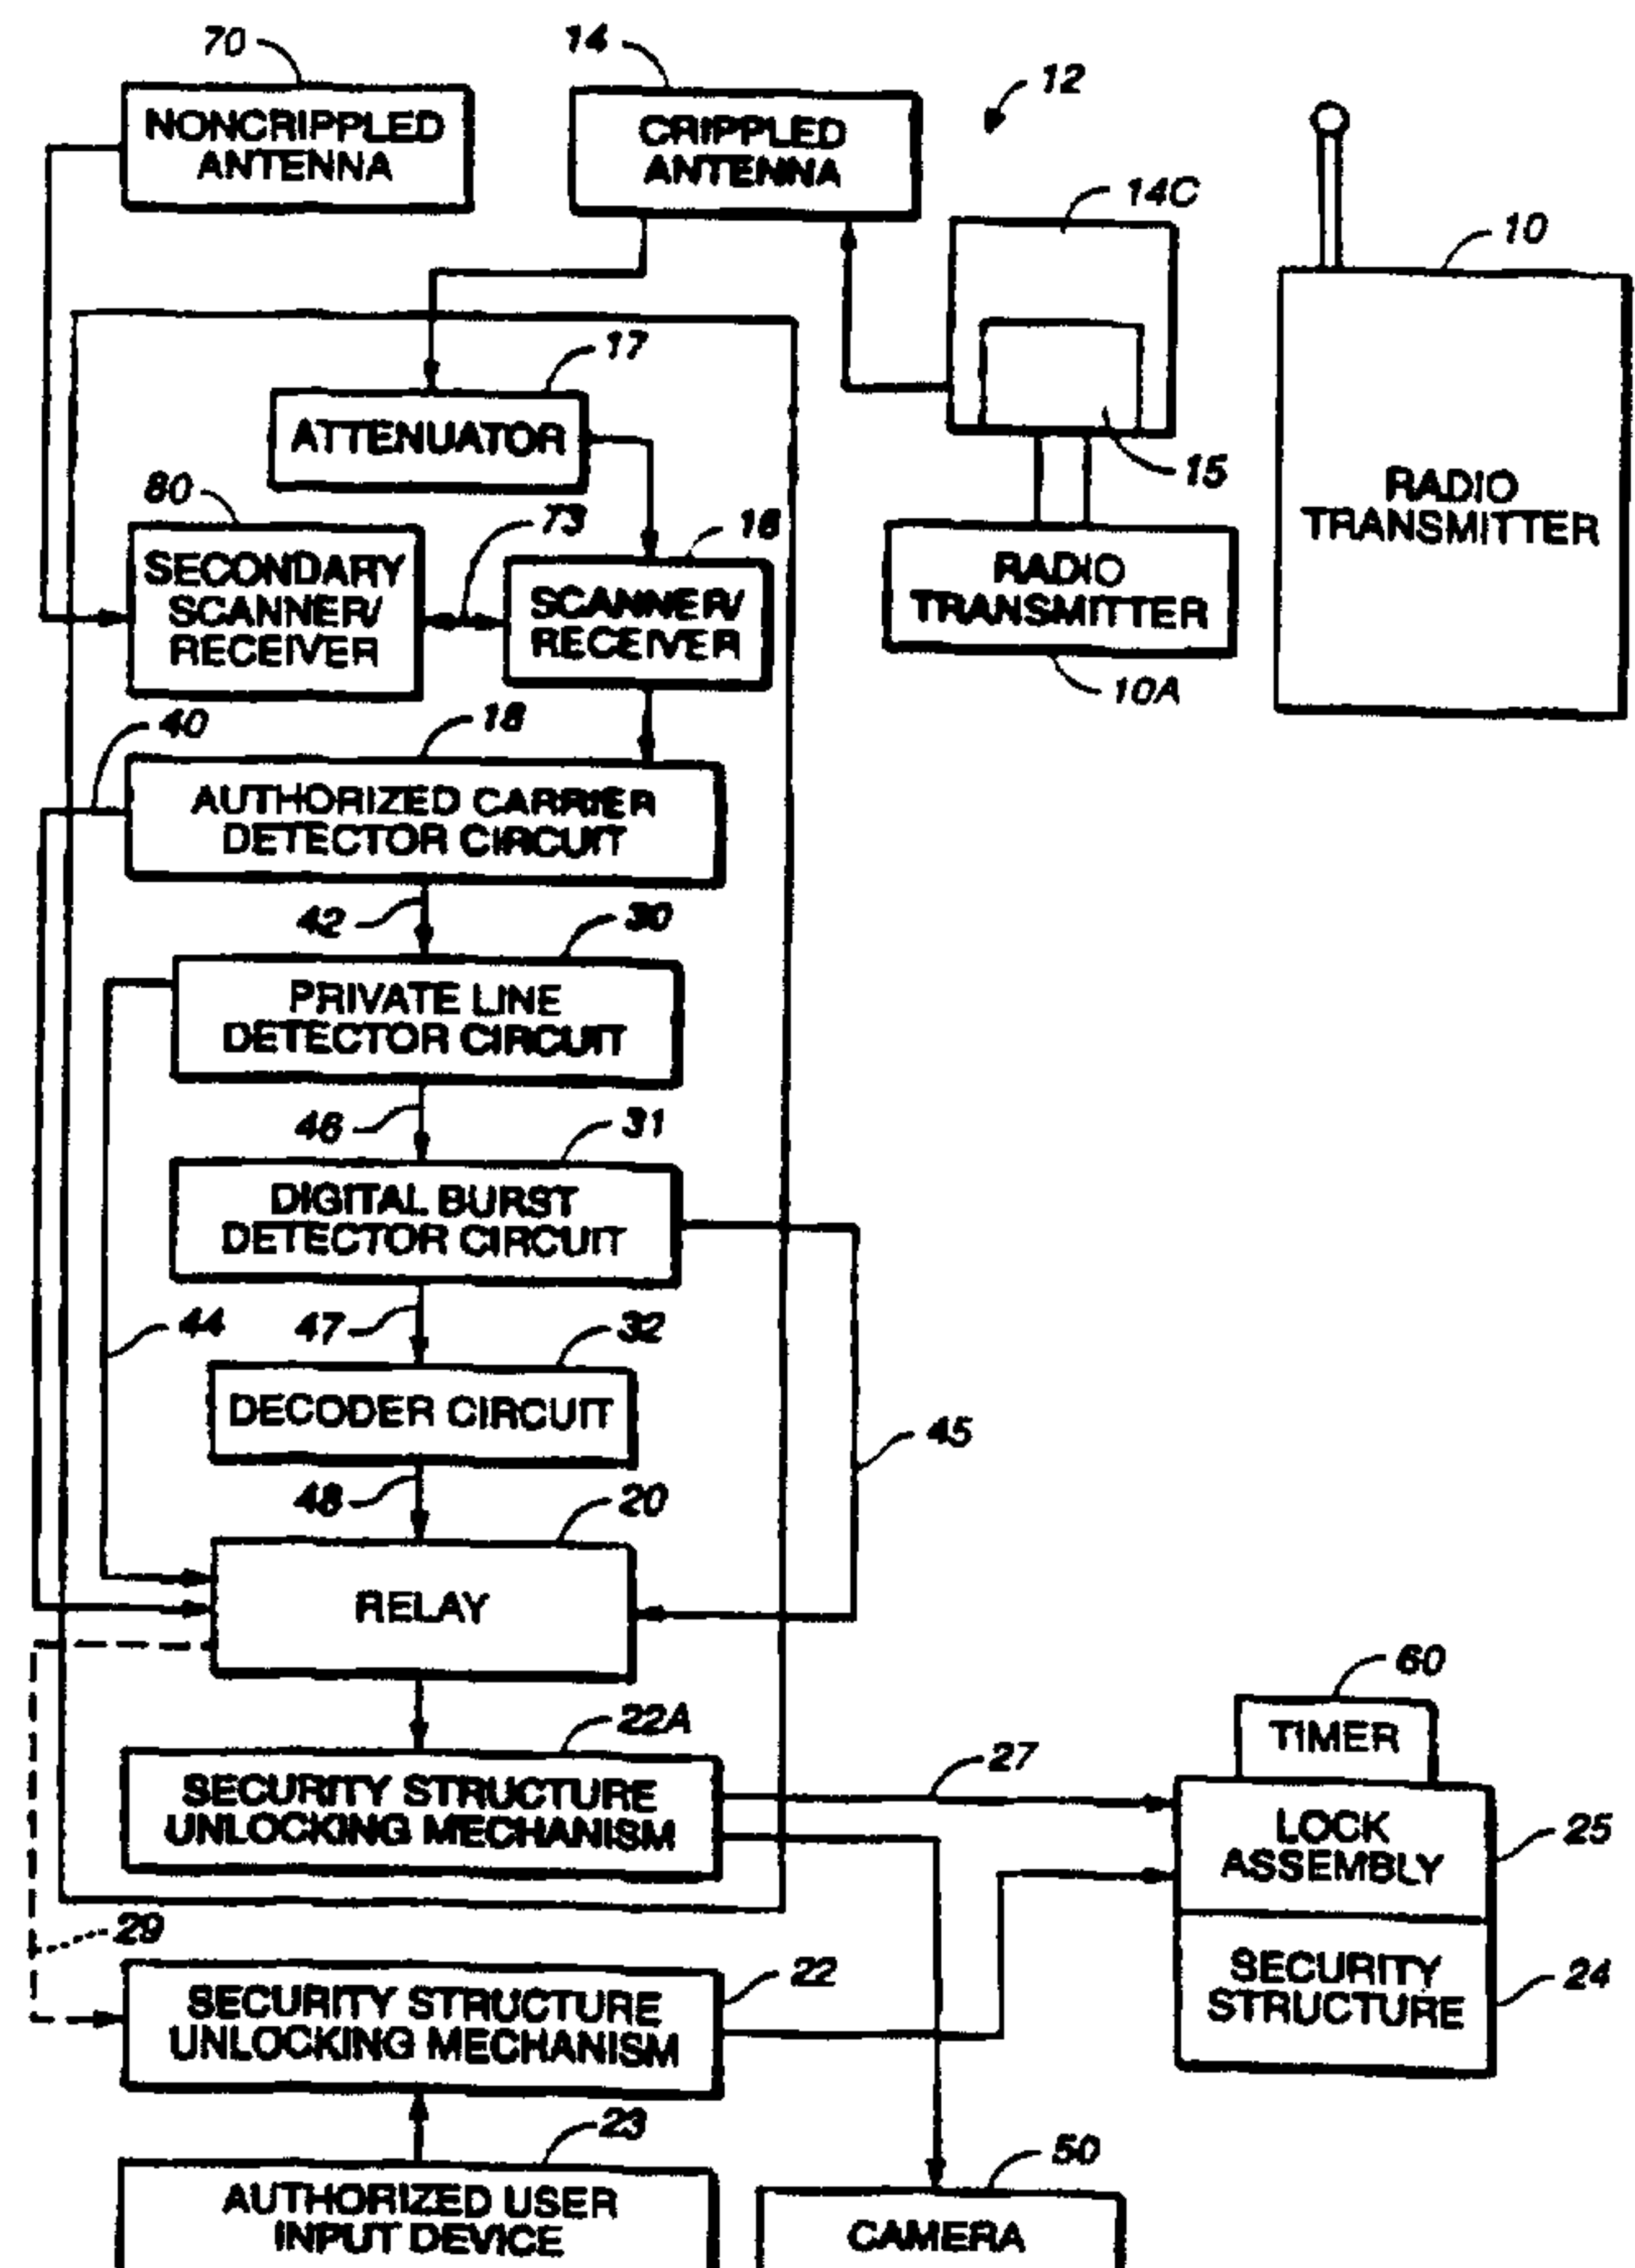 70
14
12
NONCRIPPLED
ANTENNA
CRIPPLED
ANTENNA
14C
10
17
ATTENUATOR
15
RADIO
TRANSMITTER
80
73
16
SECONDARY
SCANNER/
RECEIVER
SCANNER/
RECEIVER
RADIO
TRANSMITTER
10A
40
18
AUTHORIZED CARRIER
DETECTOR CIRCUIT
42
30
PRIVATE LINE
DETECTOR CIRCUIT
46
31
DIGITAL BURST
DETECTOR CIRCUIT
44
47
32
DECODER CIRCUIT
45
48
20
RELAY
60
TIMER
22A
27
SECURITY STRUCTURE
UNLOCKING MECHANISM
LOCK
ASSEMBLY
25
29
22
SECURITY STRUCTURE
UNLOCKING MECHANISM
SECURITY
STRUCTURE
24
23
50
AUTHORIZED USER
INPUT DEVICE
CAMERA